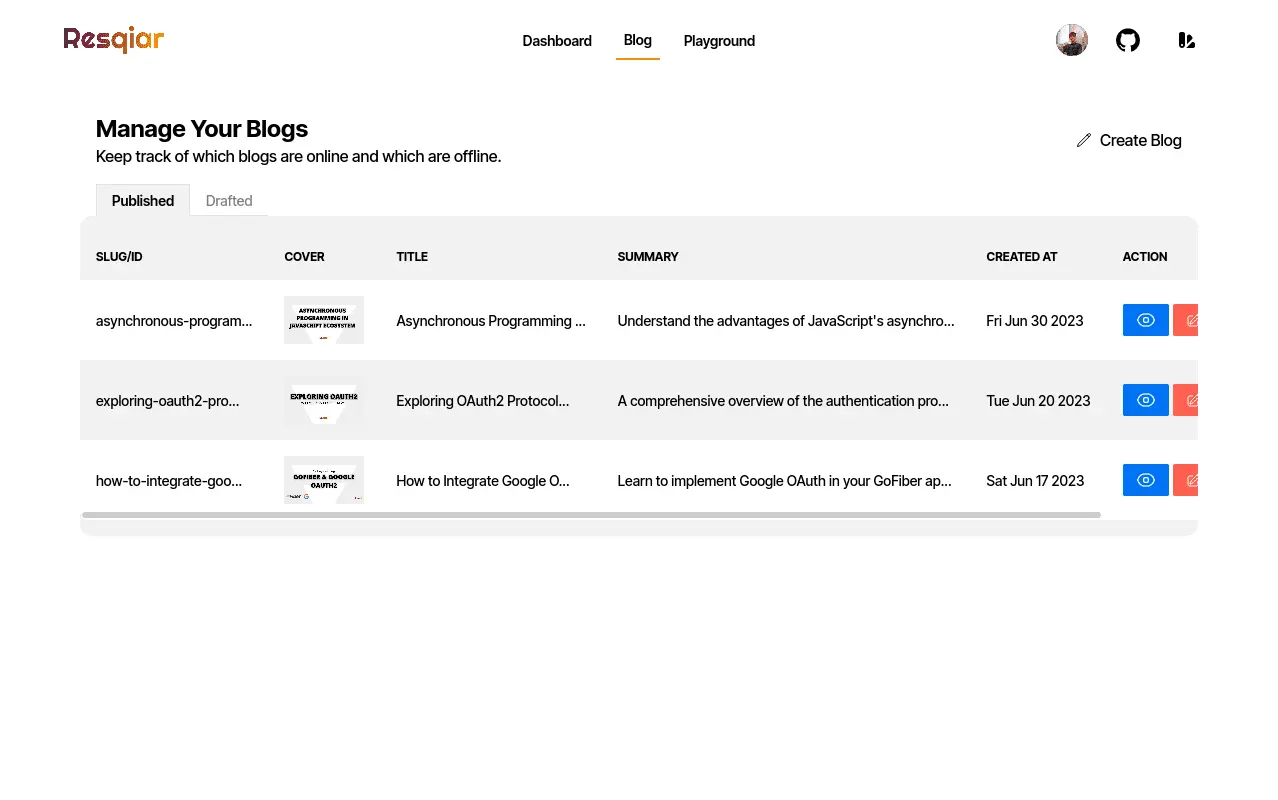 Resqiar
Dashboard
Blog
Playground
Manage Your Blogs
Keep track of which blogs are online and which are offline.
Create Blog
Published
Drafted
SLUG/ID COVER TITLE SUMMARY CREATED AT ACTION
asynchronous-program...
ASYNCHRONOUS
PROGRAMMING IN
JAVASCRIPT ECOSYSTEM
Asynchronous Programming ...
Understand the advantages of JavaScript's asynchro...
Fri Jun 30 2023
exploring-oauth2-pro...
EXPLORING OAUTH2
Exploring OAuth2 Protocol...
A comprehensive overview of the authentication pro...
Tue Jun 20 2023
how-to-integrate-goo...
GOFIBER & GOOGLE
OAUTH2
How to Integrate Google O...
Learn to implement Google OAuth in your GoFiber ap...
Sat Jun 17 2023